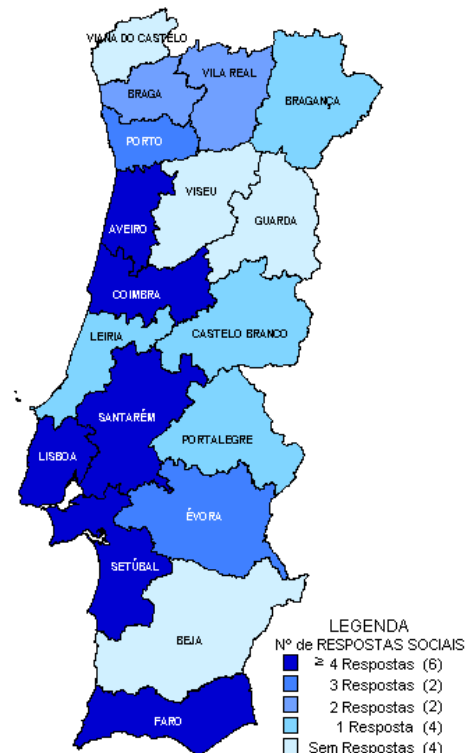 VIANA DO CASTELO
VILA REAL
BRAGA
BRAGANÇA
PORTO
VISEU
GUARDA
AVEIRO
COIMBRA
LEIRIA
CASTELO BRANCO
SANTARÉM
PORTALEGRE
LISBOA
ÉVORA
SETÚBAL
BEJA
FARO
LEGENDA
Nº de RESPOSTAS SOCIAIS
≥ 4 Respostas (6)
3 Respostas (2)
2 Respostas (2)
1 Resposta (4)
Sem Respostas (4)